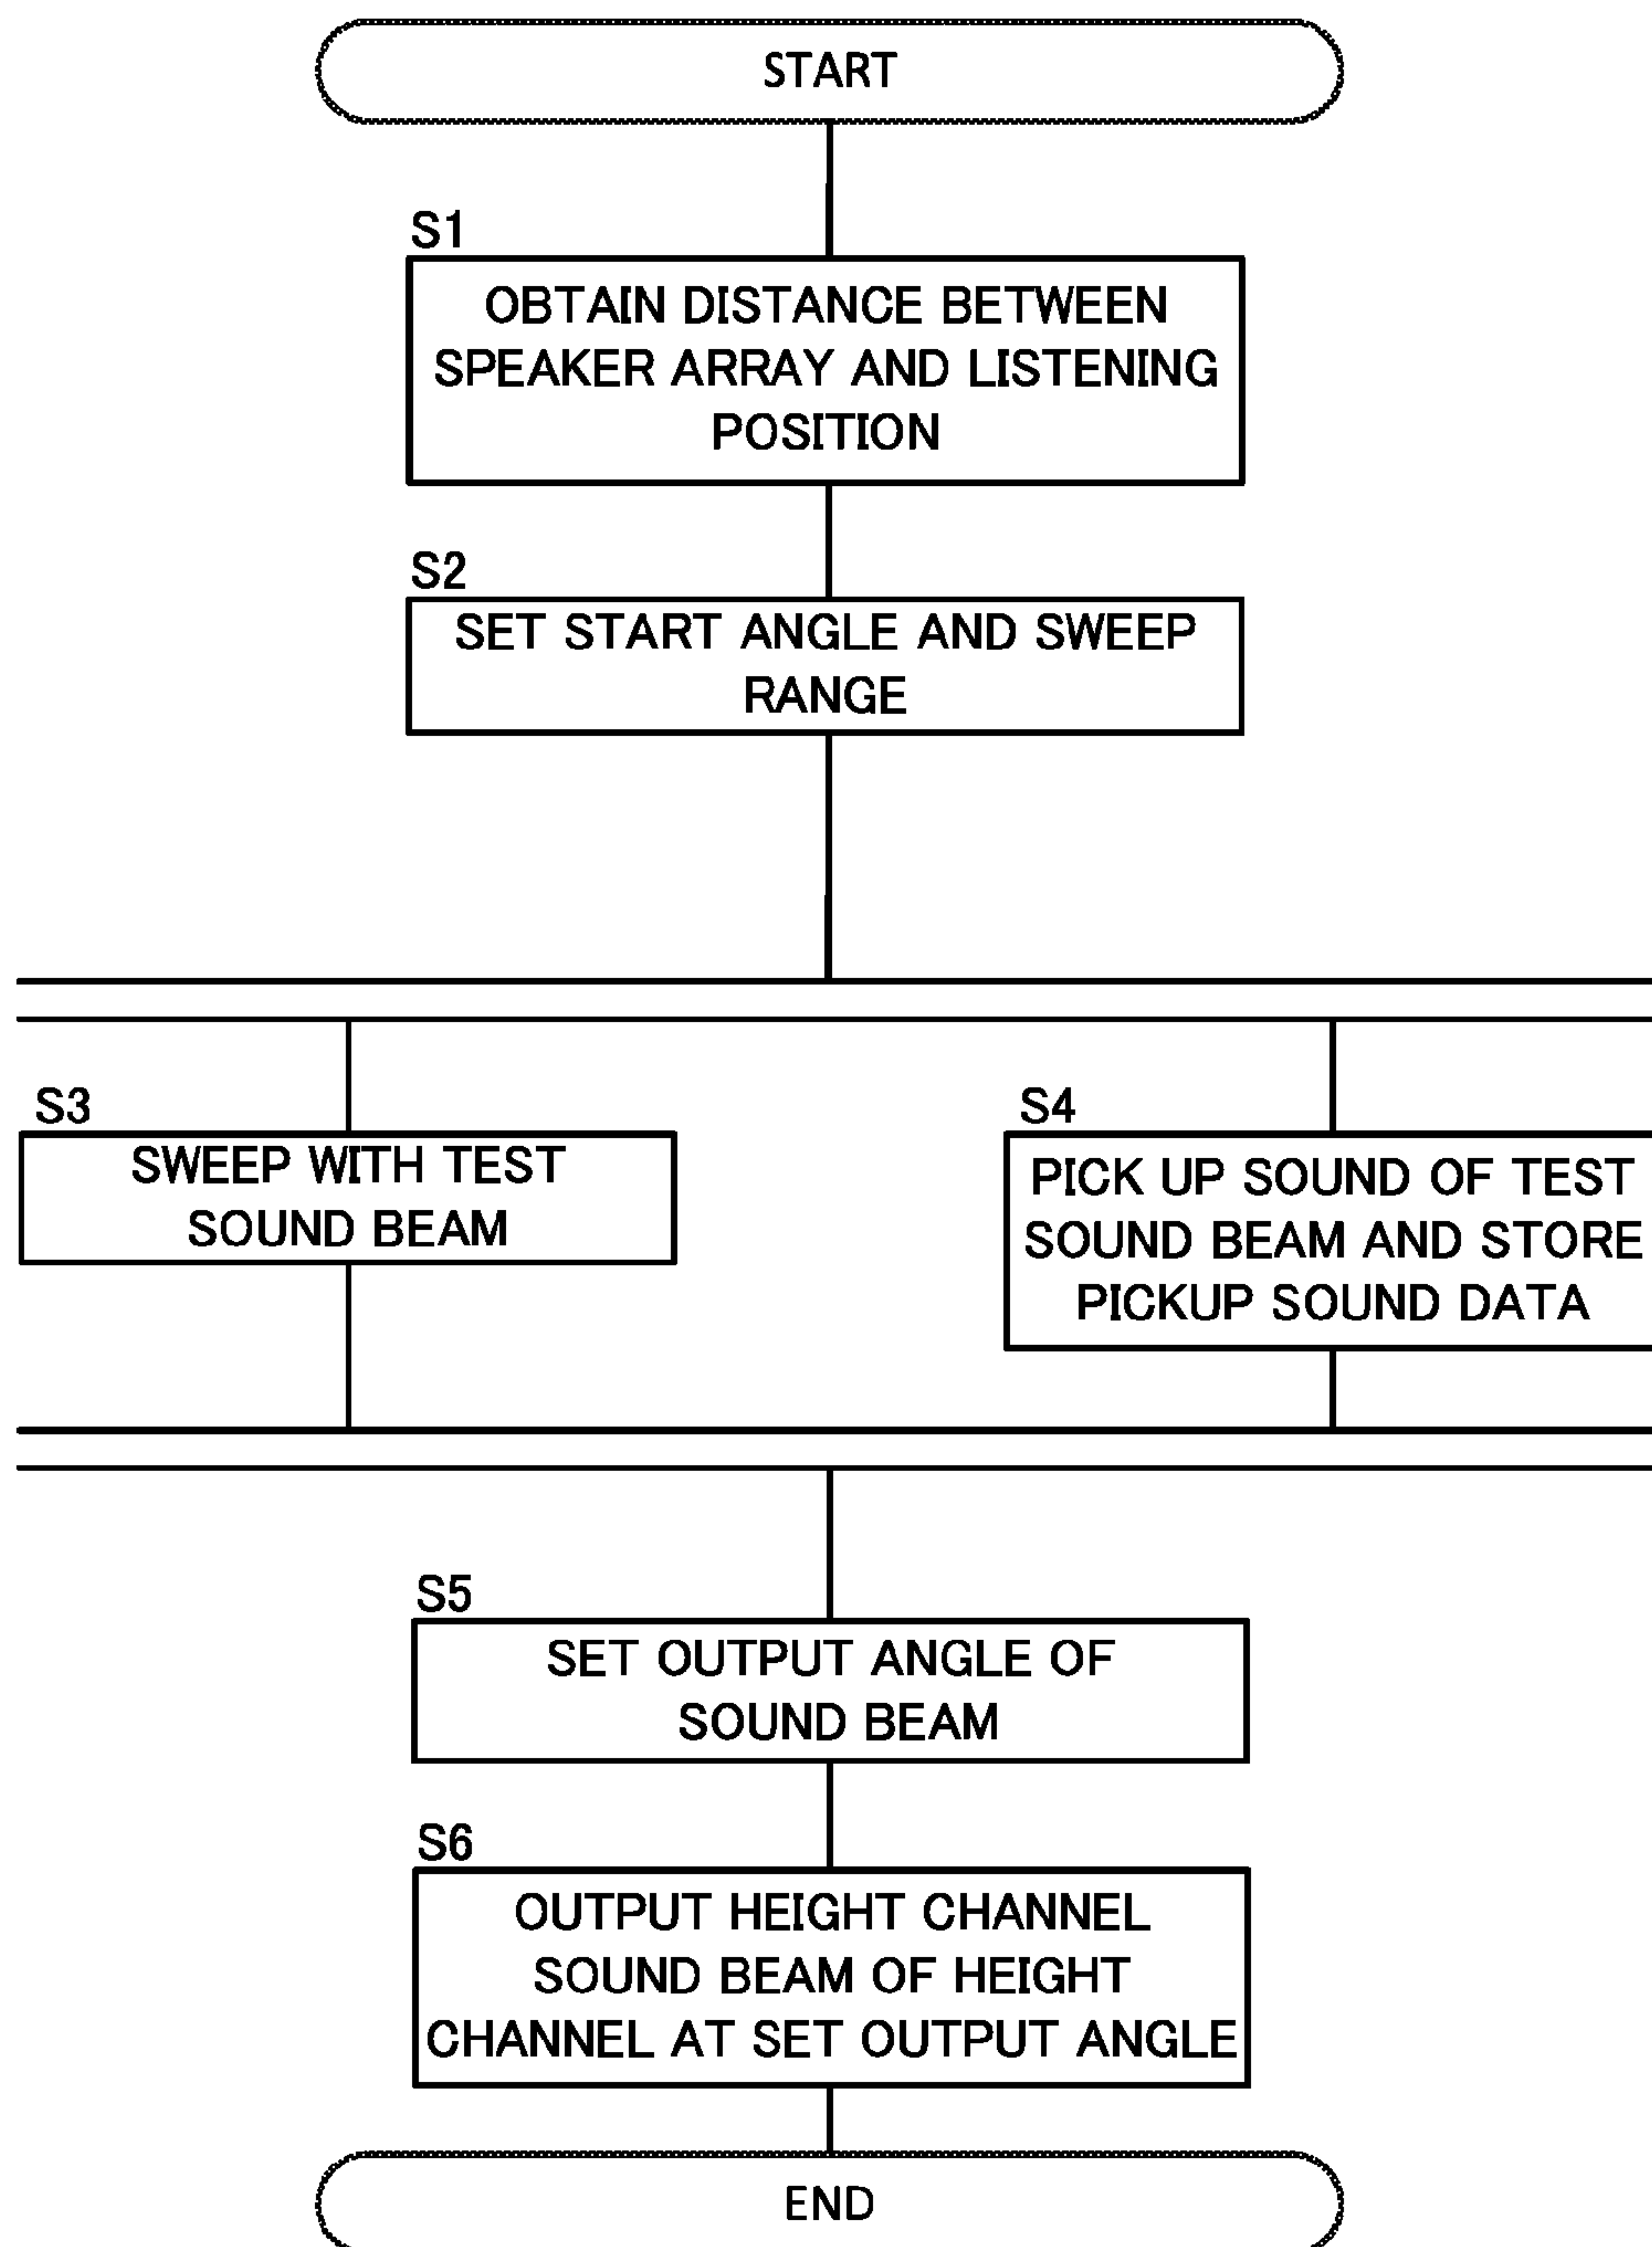 START
S1
OBTAIN DISTANCE BETWEEN
SPEAKER ARRAY AND LISTENING
POSITION
S2
SET START ANGLE AND SWEEP
RANGE
S3
SWEEP WITH TEST
SOUND BEAM
S4
PICK UP SOUND OF TEST
SOUND BEAM AND STORE
PICKUP SOUND DATA
S5
SET OUTPUT ANGLE OF
SOUND BEAM
S6
OUTPUT HEIGHT CHANNEL
SOUND BEAM OF HEIGHT
CHANNEL AT SET OUTPUT ANGLE
END